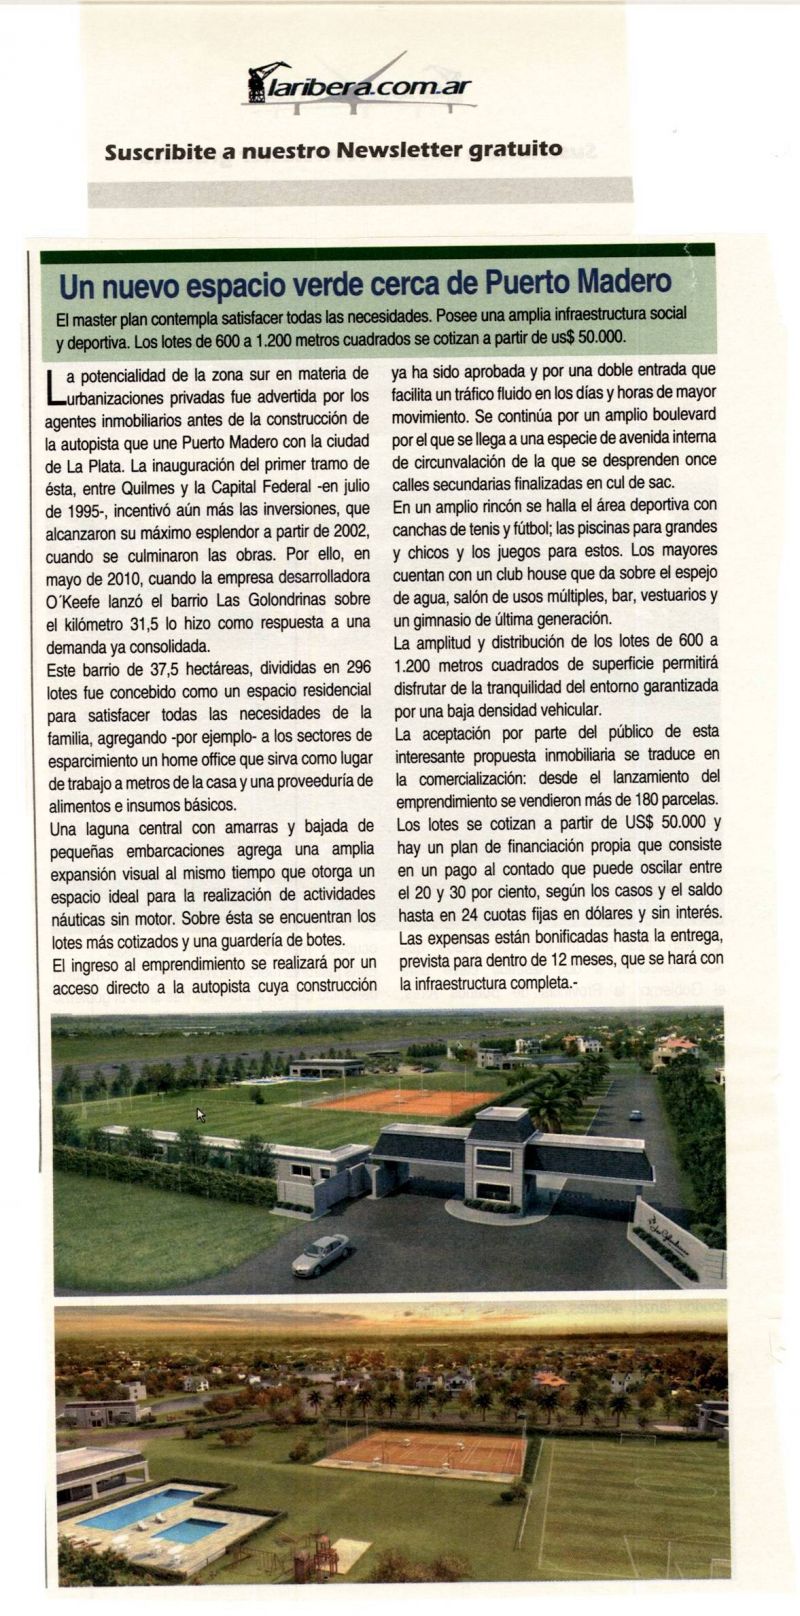 laribera.com.ar
Suscribite a nuestro Newsletter gratuito
Un nuevo espacio verde cerca de Puerto Madero
El master plan contempla satisfacer todas las necesidades. Posee una amplia infraestructura social
y deportiva. Los lotes de 600 a 1.200 metros cuadrados se cotizan a partir de us$ 50.000.
La potencialidad de la zona sur en materia de
urbanizaciones privadas fue advertida por los
agentes inmobiliarios antes de la construcción de
la autopista que une Puerto Madero con la ciudad
de La Plata. La inauguración del primer tramo de
ésta, entre Quilmes y la Capital Federal -en julio
de 1995-, incentivó aún más las inversiones, que
alcanzaron su máximo esplendor a partir de 2002,
cuando se culminaron las obras. Por ello, en
mayo de 2010, cuando la empresa desarrolladora
O´Keefe lanzó el barrio Las Golondrinas sobre
el kilómetro 31,5 lo hizo como respuesta a una
demanda ya consolidada.
Este barrio de 37,5 hectáreas, divididas en 296
lotes fue concebido como un espacio residencial
para satisfacer todas las necesidades de la
familia, agregando -por ejemplo- a los sectores de
esparcimiento un home office que sirva como lugar
de trabajo a metros de la casa y una proveeduría de
alimentos e insumos básicos.
Una laguna central con amarras y bajada de
pequeñas embarcaciones agrega una amplia
expansión visual al mismo tiempo que otorga un
espacio ideal para la realización de actividades
náuticas sin motor. Sobre ésta se encuentran los
lotes más cotizados y una guardería de botes.
El ingreso al emprendimiento se realizará por un
acceso directo a la autopista cuya construcción
ya ha sido aprobada y por una doble entrada que
facilita un tráfico fluido en los días y horas de mayor
movimiento. Se continúa por un amplio boulevard
por el que se llega a una especie de avenida interna
de circunvalación de la que se desprenden once
calles secundarias finalizadas en cul de sac.
En un amplio rincón se halla el área deportiva con
canchas de tenis y fútbol; las piscinas para grandes
y chicos y los juegos para estos. Los mayores
cuentan con un club house que da sobre el espejo
de agua, salón de usos múltiples, bar, vestuarios y
un gimnasio de última generación.
La amplitud y distribución de los lotes de 600 a
1.200 metros cuadrados de superficie permitirá
disfrutar de la tranquilidad del entorno garantizada
por una baja densidad vehicular.
La aceptación por parte del público de esta
interesante propuesta inmobiliaria se traduce en
la comercialización: desde el lanzamiento del
emprendimiento se vendieron más de 180 parcelas.
Los lotes se cotizan a partir de US$ 50.000 y
hay un plan de financiación propia que consiste
en un pago al contado que puede oscilar entre
el 20 y 30 por ciento, según los casos y el saldo
hasta en 24 cuotas fijas en dólares y sin interés.
Las expensas están bonificadas hasta la entrega,
prevista para dentro de 12 meses, que se hará con
la infraestructura completa.-
Las Golondrinas